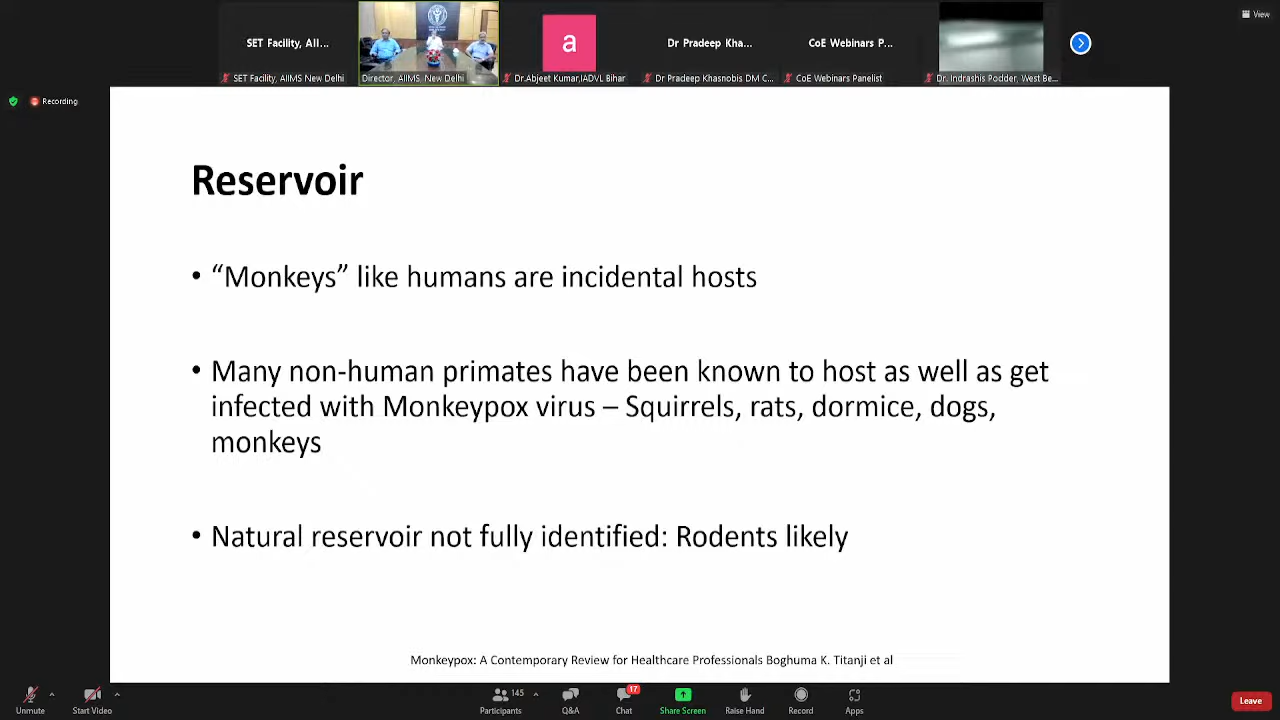 View
SET Facility, AII...
Dr Pradeep Kha...
CoE Webinars P...
a
SET Facility, AIIMS New Delhi
Director, AIIMS, New Delhi
Dr.Abjeet Kumar,IADVL Bihar
Dr Pradeep Khasnobis DM C...
CoE Webinars Panelist
Dr. Indrashis Podder, West Be...
Recording
Reservoir
• “Monkeys” like humans are incidental hosts
• Many non-human primates have been known to host as well as get
infected with Monkeypox virus – Squirrels, rats, dormice, dogs,
monkeys
• Natural reservoir not fully identified: Rodents likely
Monkeypox: A Contemporary Review for Healthcare Professionals Boghuma K. Titanji et al
Unmute
Start Video
145
Participants
Q&A
17
Chat
Share Screen
Raise Hand
Record
Apps
Leave